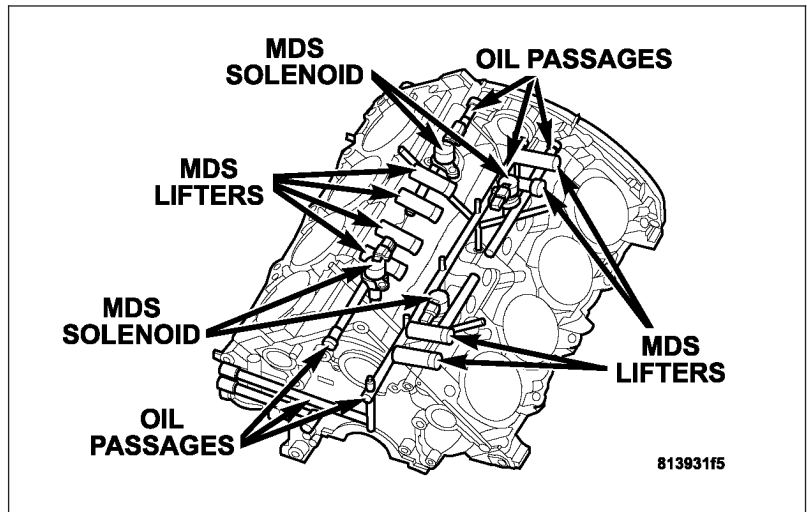 MDS
SOLENOID
OIL PASSAGES
MDS
LIFTERS
MDS
SOLENOID
MDS
LIFTERS
OIL
PASSAGES
813931f5